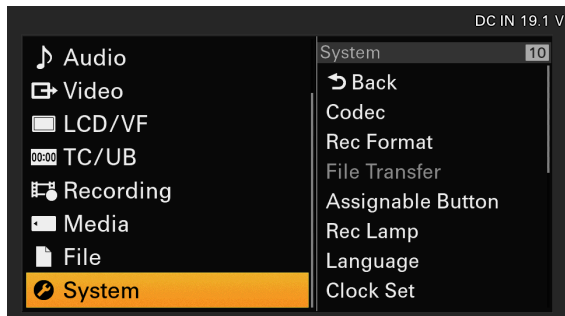 DC IN 19.1 V
Audio
Video
LCD/VF
00:00 TC/UB
Recording
Media
File
System
System 10
Back
Codec
Rec Format
File Transfer
Assignable Button
Rec Lamp
Language
Clock Set